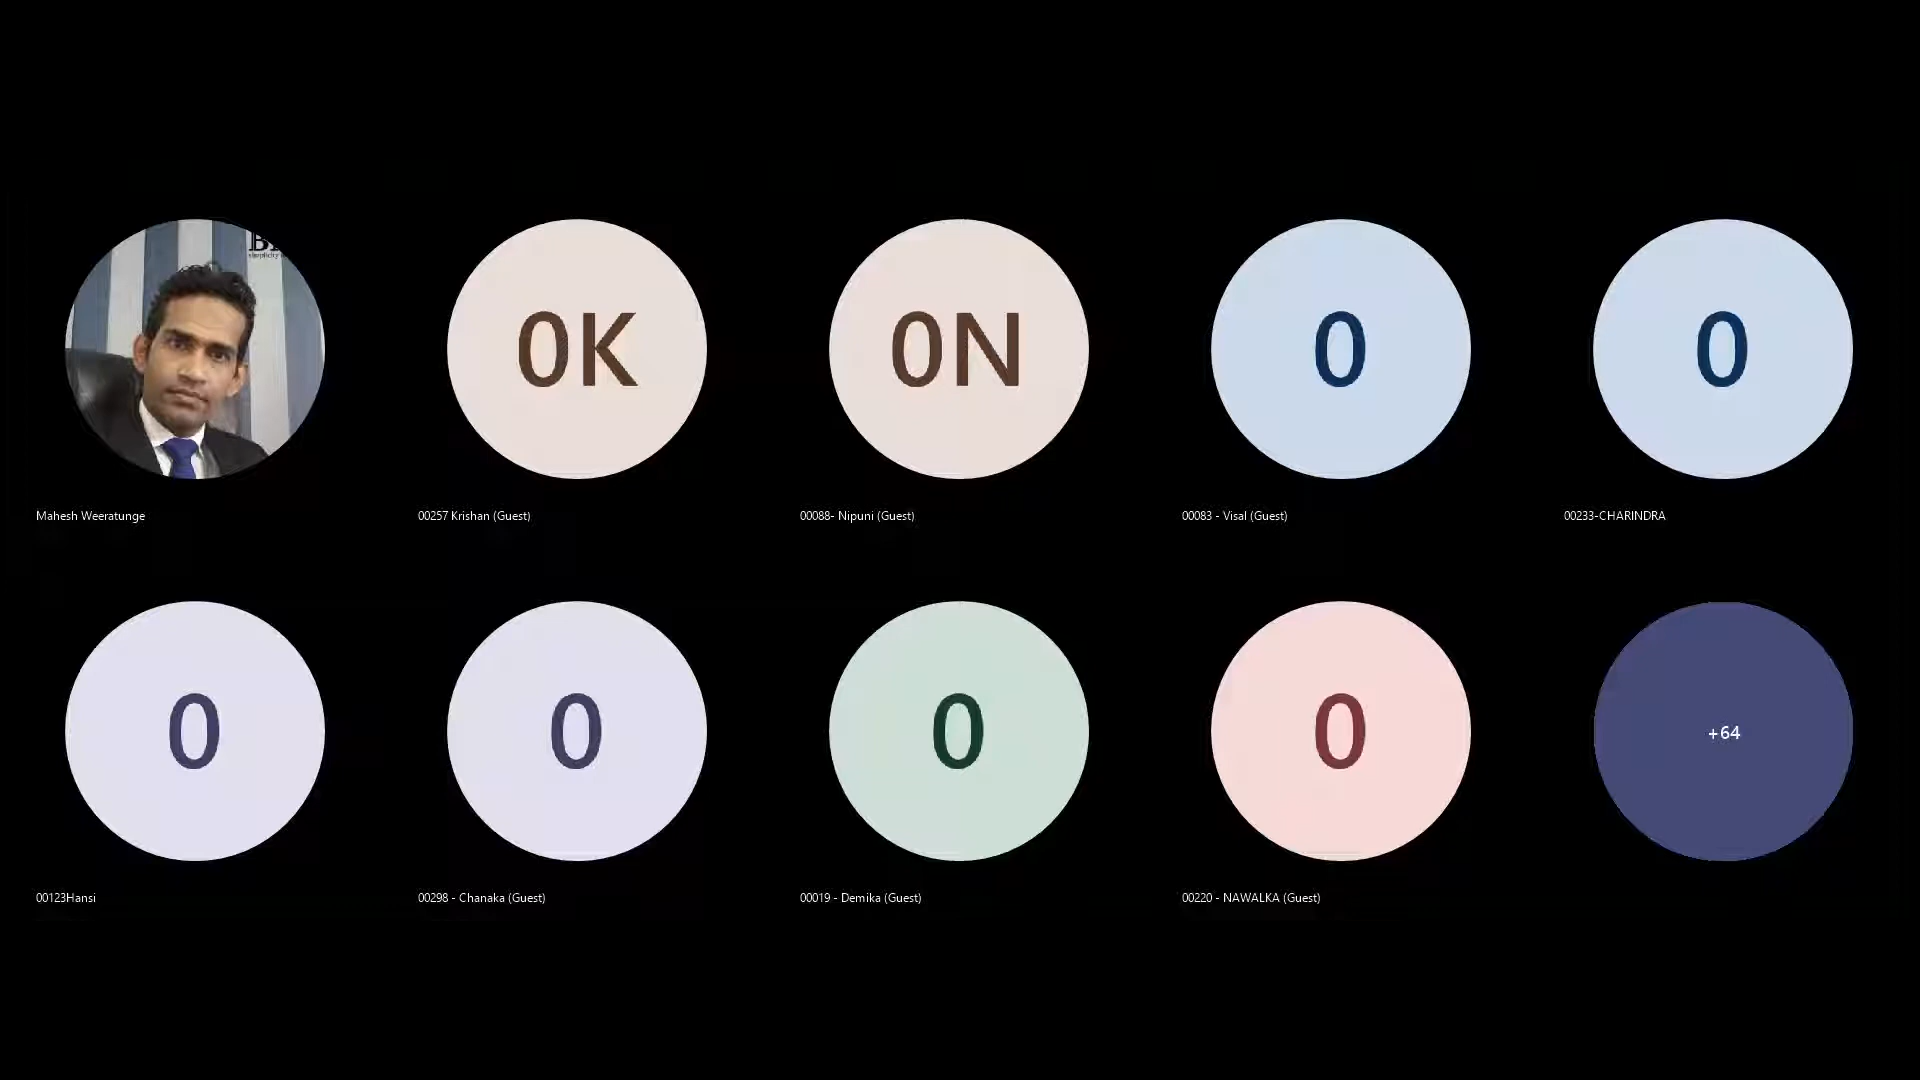 0K
0N
0
0
Mahesh Weeratunge
00257 Krishan (Guest)
00088- Nipuni (Guest)
00083 - Visal (Guest)
00233-CHARINDRA
0
0
0
0
+64
00123Hansi
00298 - Chanaka (Guest)
00019 - Demika (Guest)
00220 - NAWALKA (Guest)